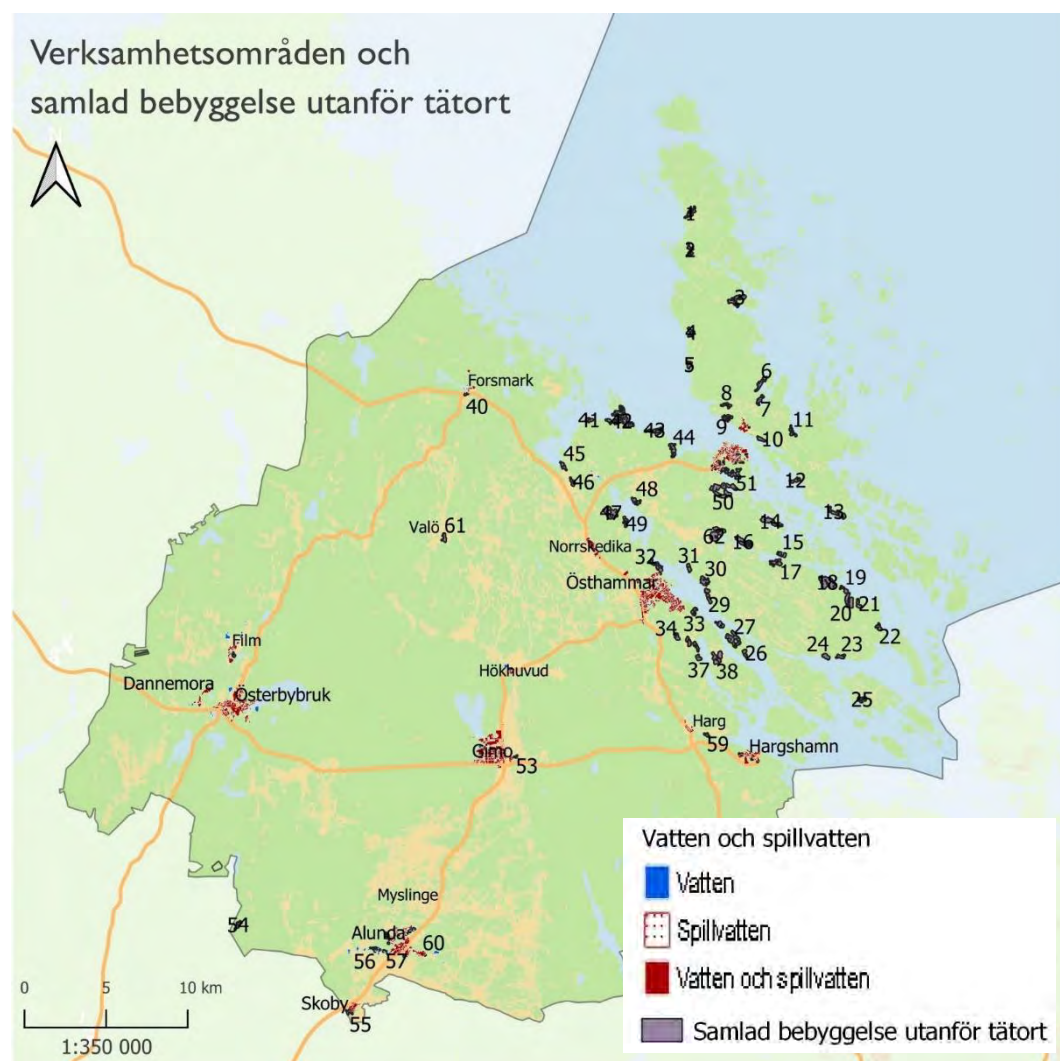 Verksamhetsområden och
samlad bebyggelse utanför tätort
N
1
2
3
4
5
6
7
8
9
10
11
12
13
Forsmark
40
41
42
43
44
45
46
47
48
49
50
51
62
14
15
16
17
18
19
20
21
22
23
24
25
Valö 61
Norrskedika
Östhammar
32
31
30
29
33
34
27
26
37
38
Film
Dannemora
Österbybruk
Hökhuvud
Gimo
53
Harg
59
Hargshamn
Myslinge
54
Alunda
56
57
60
Skoby
55
0 5 10 km
1:350 000
Vatten och spillvatten
Vatten
Spillvatten
Vatten och spillvatten
Samlad bebyggelse utanför tätort